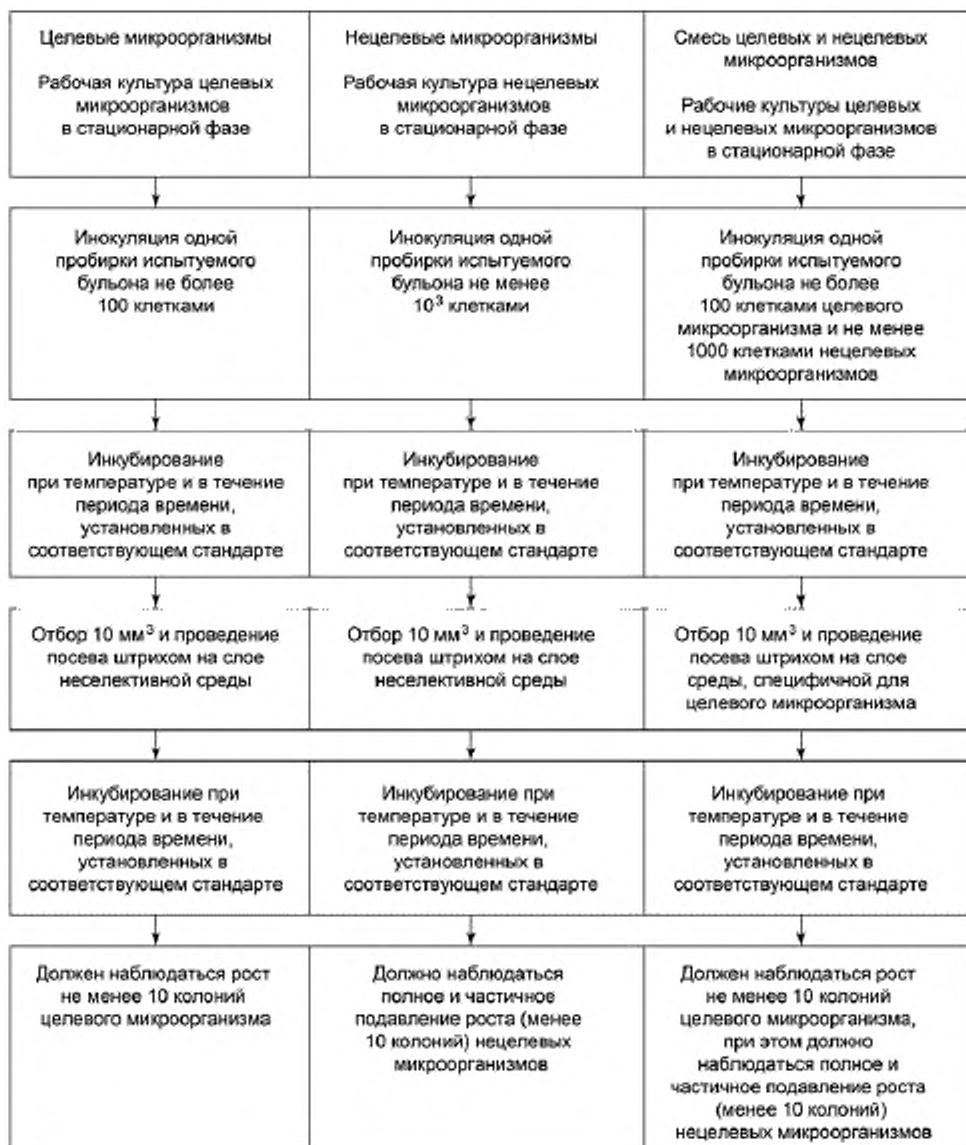 Целевые микроорганизмы
Рабочая культура целевых
микроорганизмов
в стационарной фазе
Нецелевые микроорганизмы
Рабочая культура нецелевых
микроорганизмов
в стационарной фазе
Смесь целевых и нецелевых
микроорганизмов
Рабочие культуры целевых
и нецелевых микроорганизмов
в стационарной фазе
Инокуляция одной
пробирки испытуемого
бульона не более
100 клетками
Инокуляция одной
пробирки испытуемого
бульона не менее
10³ клетками
Инокуляция одной
пробирки испытуемого
бульона не более
100 клетками целевого
микроорганизма и не менее
1000 клетками нецелевых
микроорганизмов
Инкубирование
при температуре и в течение
периода времени,
установленных в
соответствующем стандарте
Инкубирование
при температуре и в течение
периода времени,
установленных в
соответствующем стандарте
Инкубирование
при температуре и в течение
периода времени,
установленных в
соответствующем стандарте
Отбор 10 мм³ и проведение
посева штрихом на слое
неселективной среды
Отбор 10 мм³ и проведение
посева штрихом на слое
неселективной среды
Отбор 10 мм³ и проведение
посева штрихом на слое
среды, специфичной для
целевого микроорганизма
Инкубирование при
температуре и в течение
периода времени,
установленных в
соответствующем стандарте
Инкубирование при
температуре и в течение
периода времени,
установленных в
соответствующем стандарте
Инкубирование при
температуре и в течение
периода времени,
установленных в
соответствующем стандарте
Должен наблюдаться рост
не менее 10 колоний
целевого микроорганизма
Должно наблюдаться
полное и частичное
подавление роста (менее
10 колоний) нецелевых
микроорганизмов
Должен наблюдаться рост
не менее 10 колоний
целевого микроорганизма,
при этом должно
наблюдаться полное и
частичное подавление роста
(менее 10 колоний)
нецелевых микроорганизмов